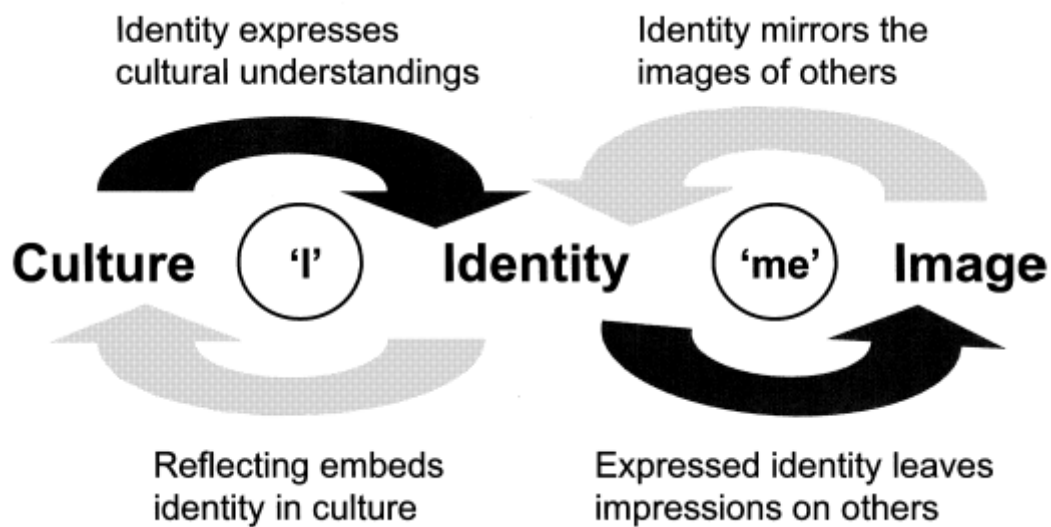 Identity expresses
cultural understandings
Identity mirrors the
images of others
Culture
‘I’
Identity
‘me’
Image
Reflecting embeds
identity in culture
Expressed identity leaves
impressions on others